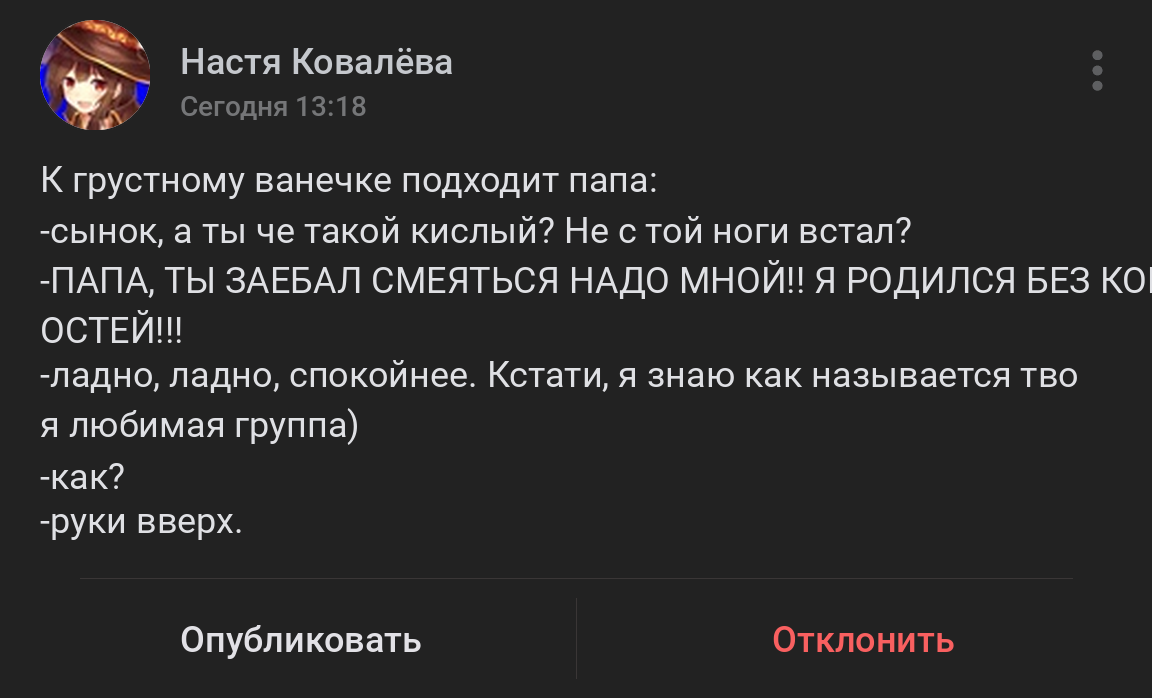 Настя Ковалёва
Сегодня 13:18
К грустному ванечке подходит папа:
-сынок, а ты че такой кислый? Не с той ноги встал?
-ПАПА, ТЫ ЗАЕБАЛ СМЕЯТЬСЯ НАДО МНОЙ!! Я РОДИЛСЯ БЕЗ
ОСТЕЙ!!!
-ладно, ладно, спокойнее. Кстати, я знаю как называется тво
я любимая группа)
-как?
-руки вверх.
Опубликовать
Отклонить